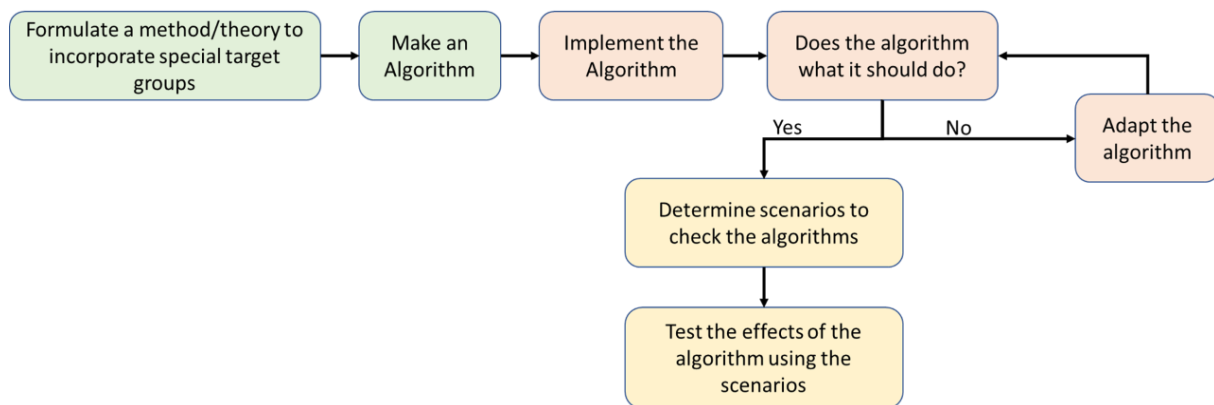 Formulate a method/theory to
incorporate special target
groups
Make an
Algorithm
Implement the
Algorithm
Does the algorithm
what it should do?
Yes
No
Adapt the
algorithm
Determine scenarios to
check the algorithms
Test the effects of the
algorithm using the
scenarios